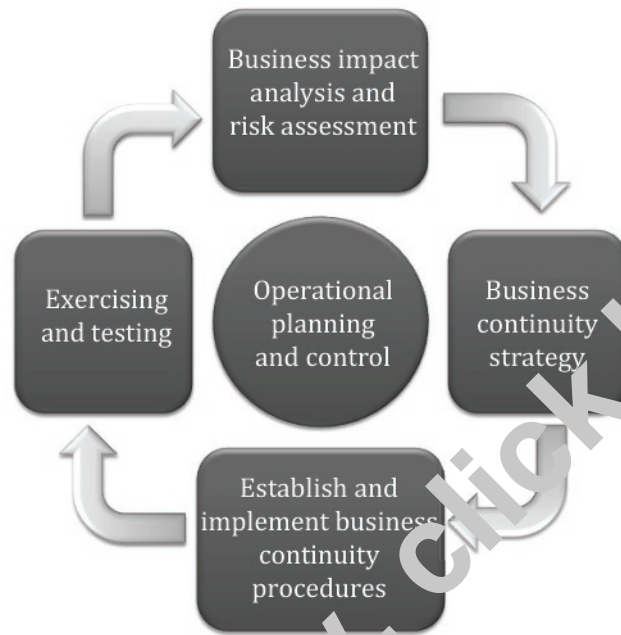 Business impact
analysis and
risk assessment
Exercising
and testing
Operational
planning
and control
Business
continuity
strategy
Establish and
implement business
continuity
procedures
click